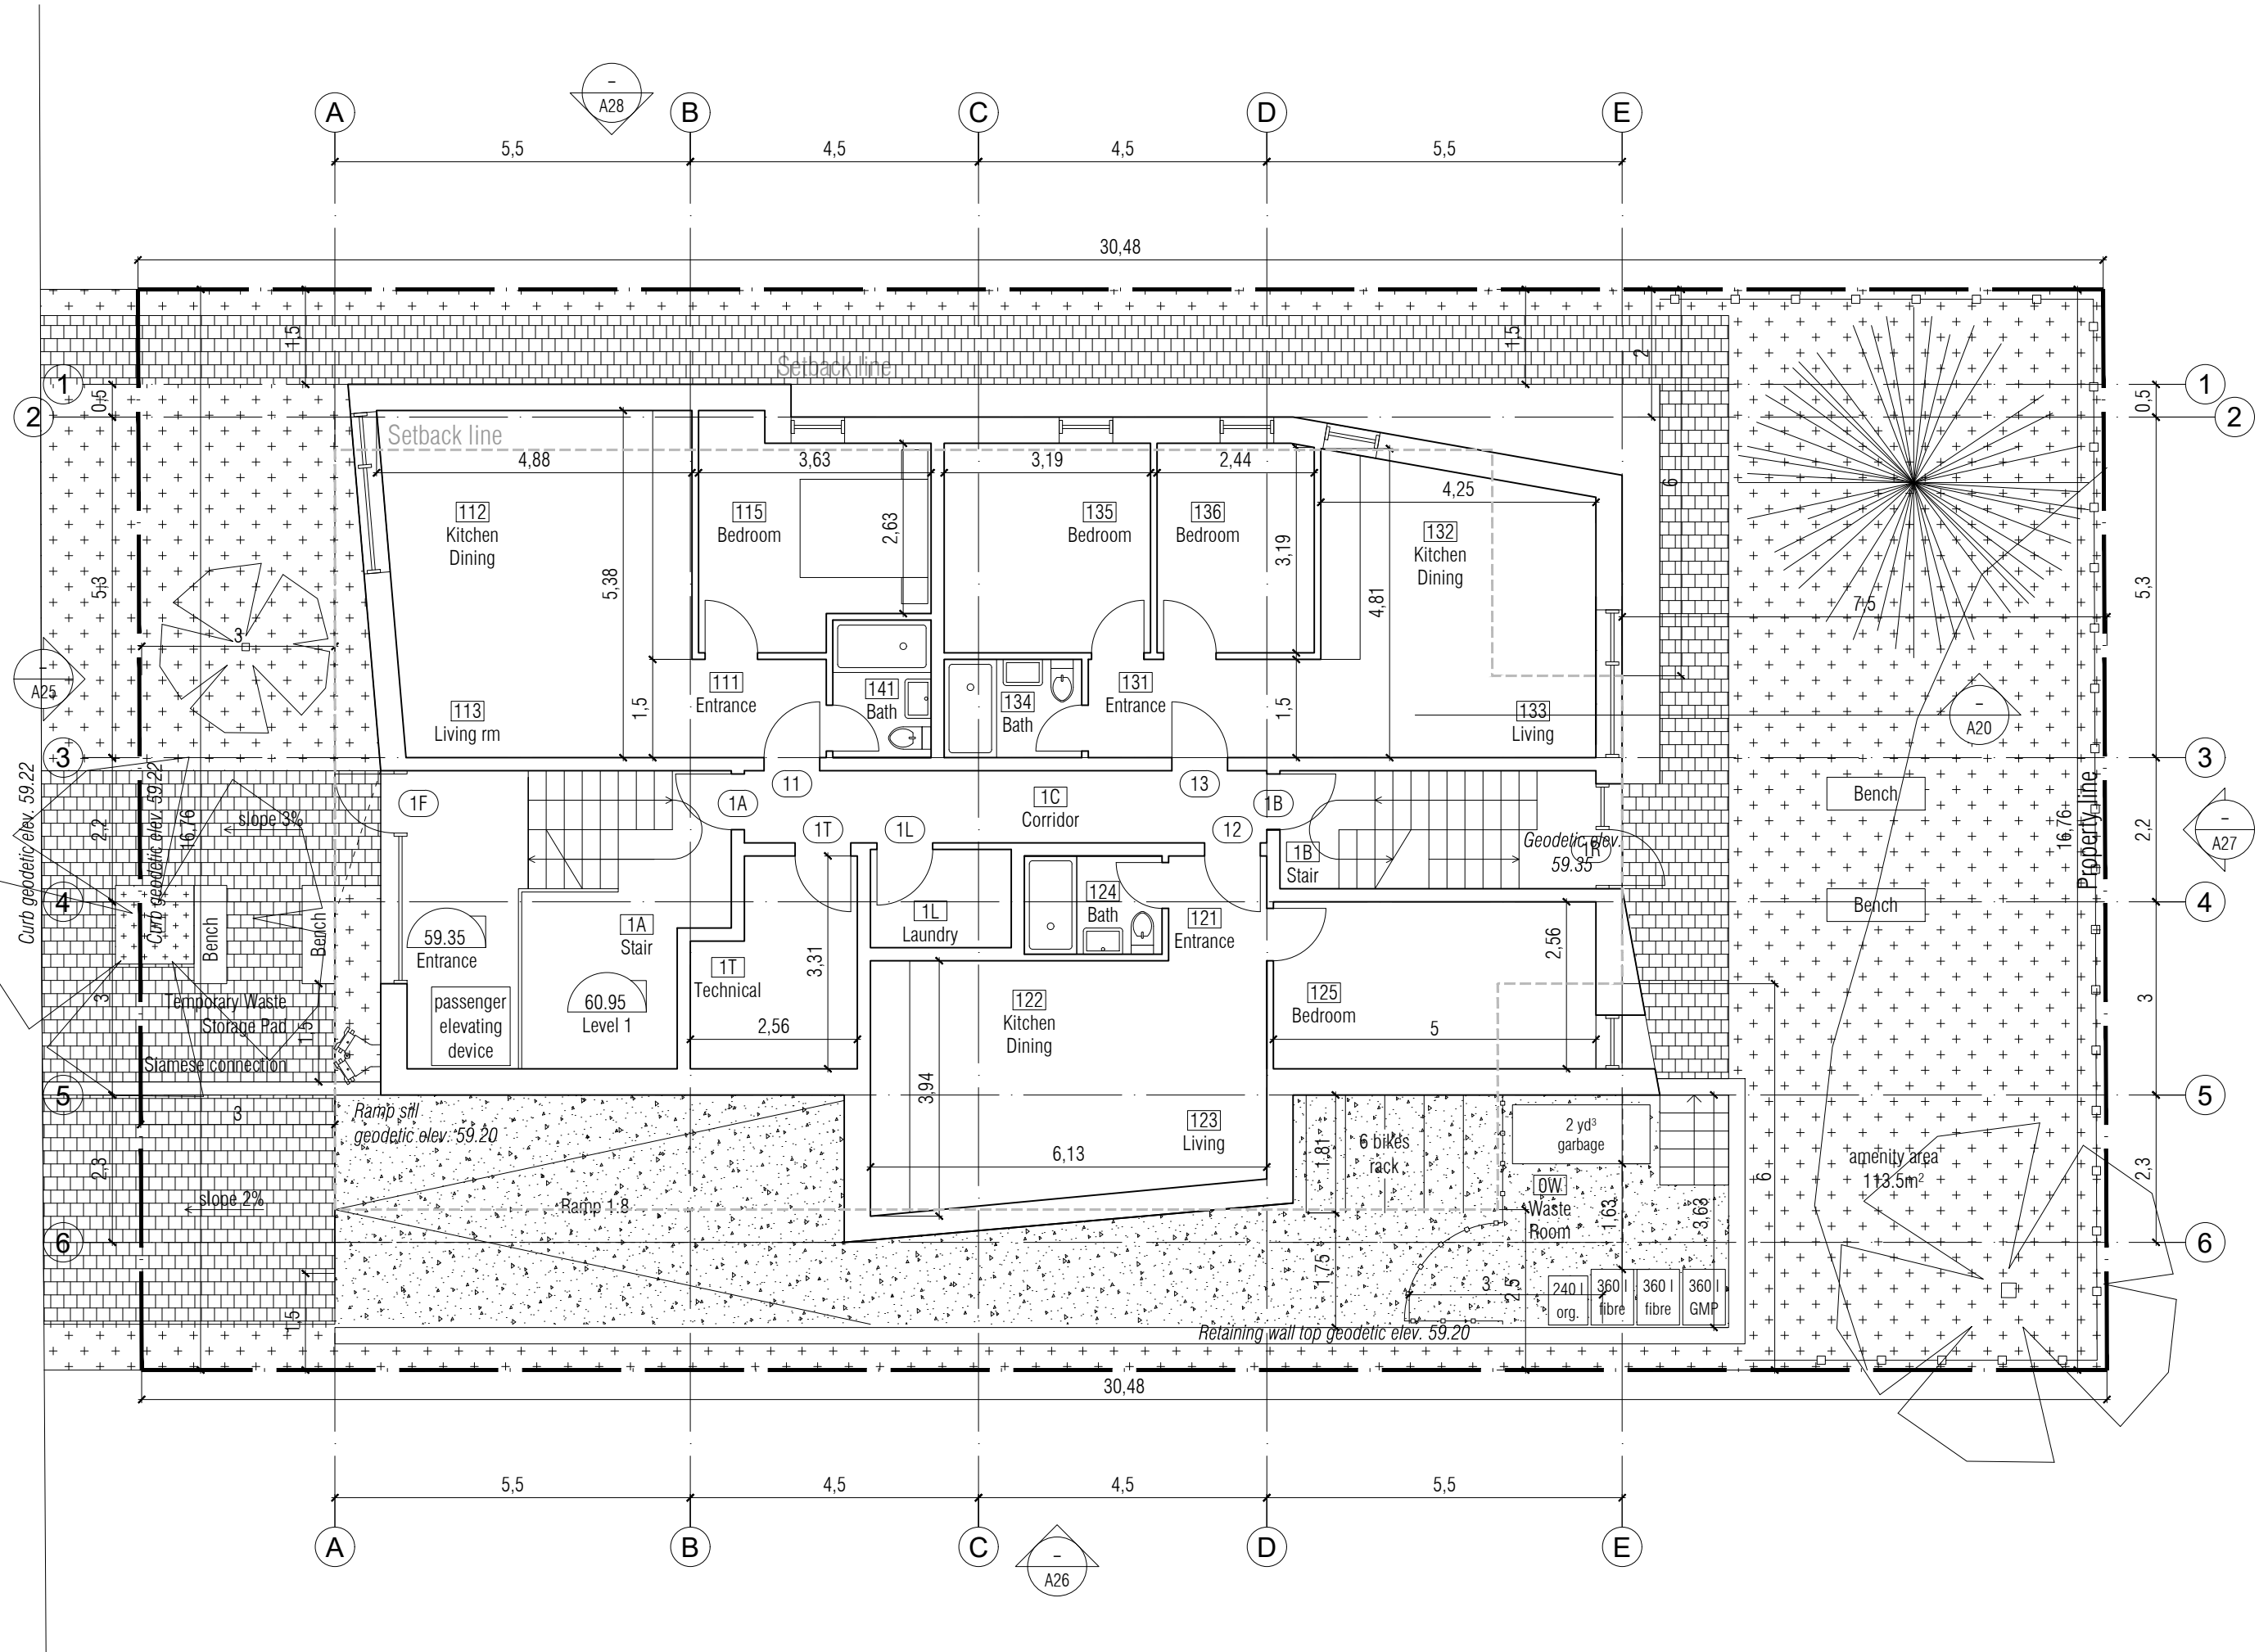 –
A28
A
B
C
D
E
5,5
4,5
4,5
5,5
30,48
1,5
Setback line
1,5
2
1
0,5
2
1
0,5
2
Setback line
4,88
3,63
3,19
2,44
4,25
6
112
Kitchen
Dining
115
Bedroom
2,63
135
Bedroom
136
Bedroom
132
Kitchen
Dining
5,3
5,38
3,19
4,81
7,5
5,3
3
–
A25
113
Living rm
1,5
111
Entrance
141
Bath
134
Bath
131
Entrance
1,5
133
Living
–
A20
3
3
Curb geodetic elev. 59.22
Curb geodetic elev. 59.22
16,76
2,2
slope 3%
1F
1A
11
1T
1L
1C
Corridor
13
12
1B
1B
Stair
Geodetic elev.
59.35
1R
Bench
16,76
Property line
2,2
–
A27
4
Bench
Bench
59.35
Entrance
1A
Stair
1L
Laundry
124
Bath
121
Entrance
Bench
4
3
Temporary Waste
Storage Pad
1,5
Siamese connection
passenger
elevating
device
60.95
Level 1
1T
Technical
3,31
2,56
122
Kitchen
Dining
125
Bedroom
2,56
5
3
5
3
Ramp sill
geodetic elev. 59.20
3,94
123
Living
6,13
1,81
6 bikes
rack
2 yd³
garbage
5
2,3
slope 2%
Ramp 1:8
0W
Waste
Room
1,63
3,63
6
amenity area
113.5m²
2,3
6
1,5
1,75
3
2,5
240 l
org.
360 l
fibre
360 l
fibre
360 l
GMP
6
Retaining wall top geodetic elev. 59.20
30,48
5,5
4,5
4,5
5,5
A
B
C
D
E
–
A26